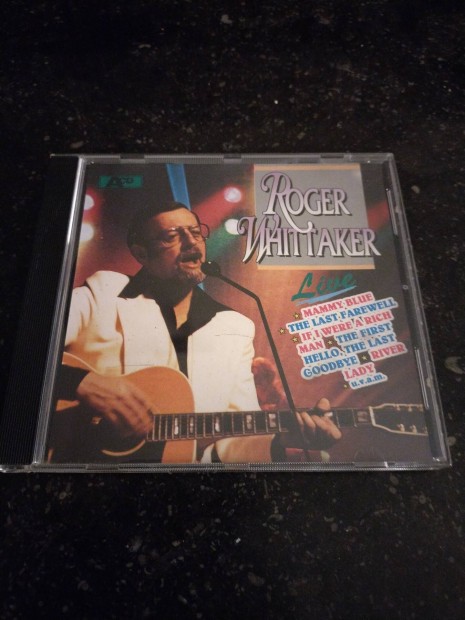 ROGER
WHITTAKER
Live
MAMMY BLUE
THE LAST FAREWELL
IF I WERE A RICH
MAN • THE FIRST
HELLO, THE LAST
GOODBYE • RIVER
LADY
u.v.a.m.